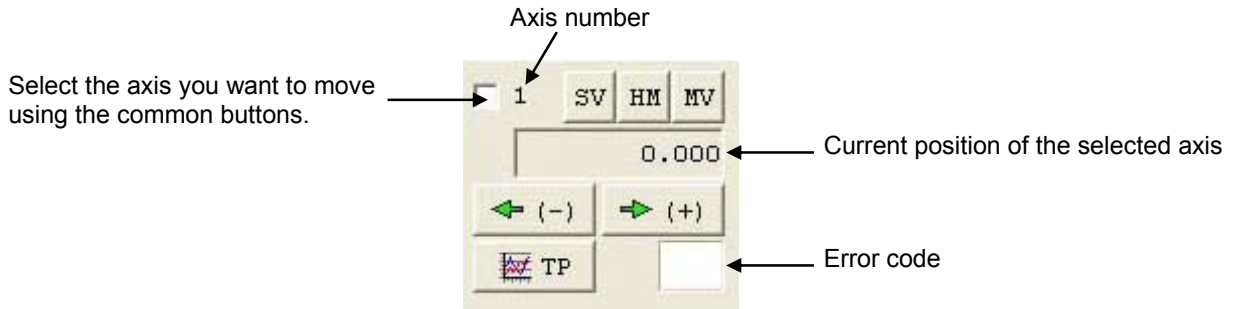 Axis number
Select the axis you want to move
using the common buttons.
1 SV HM MV
0.000
Current position of the selected axis
(-) (+)
TP
Error code